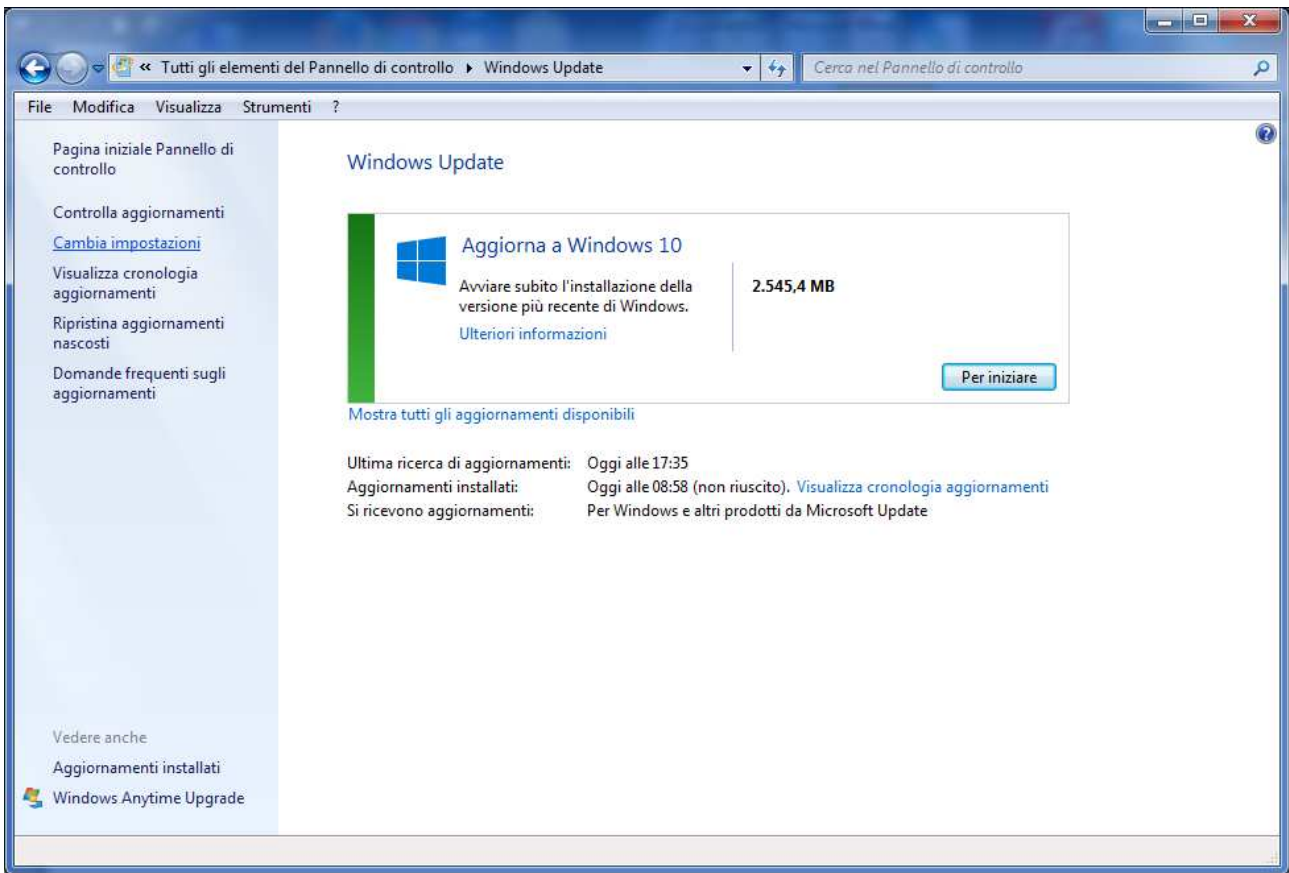 « Tutti gli elementi del Pannello di controllo ▸ Windows Update
Cerca nel Pannello di controllo
File Modifica Visualizza Strumenti ?
Pagina iniziale Pannello di
controllo
Controlla aggiornamenti
Cambia impostazioni
Visualizza cronologia
aggiornamenti
Ripristina aggiornamenti
nascosti
Domande frequenti sugli
aggiornamenti
Windows Update
Aggiorna a Windows 10
Avviare subito l'installazione della
versione più recente di Windows.
Ulteriori informazioni
2.545,4 MB
Per iniziare
Mostra tutti gli aggiornamenti disponibili
Ultima ricerca di aggiornamenti: Oggi alle 17:35
Aggiornamenti installati: Oggi alle 08:58 (non riuscito). Visualizza cronologia aggiornamenti
Si ricevono aggiornamenti: Per Windows e altri prodotti da Microsoft Update
Vedere anche
Aggiornamenti installati
Windows Anytime Upgrade